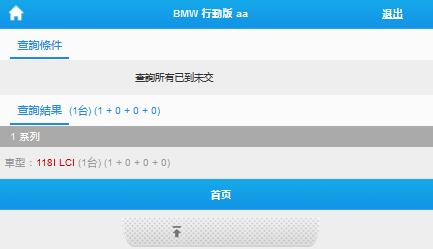 BMW 行動版 aa
退出
查詢條件
查詢所有已到未交
查詢結果 (1台) (1 + 0 + 0 + 0)
1 系列
車型：118I LCI (1台) (1 + 0 + 0 + 0)
首页